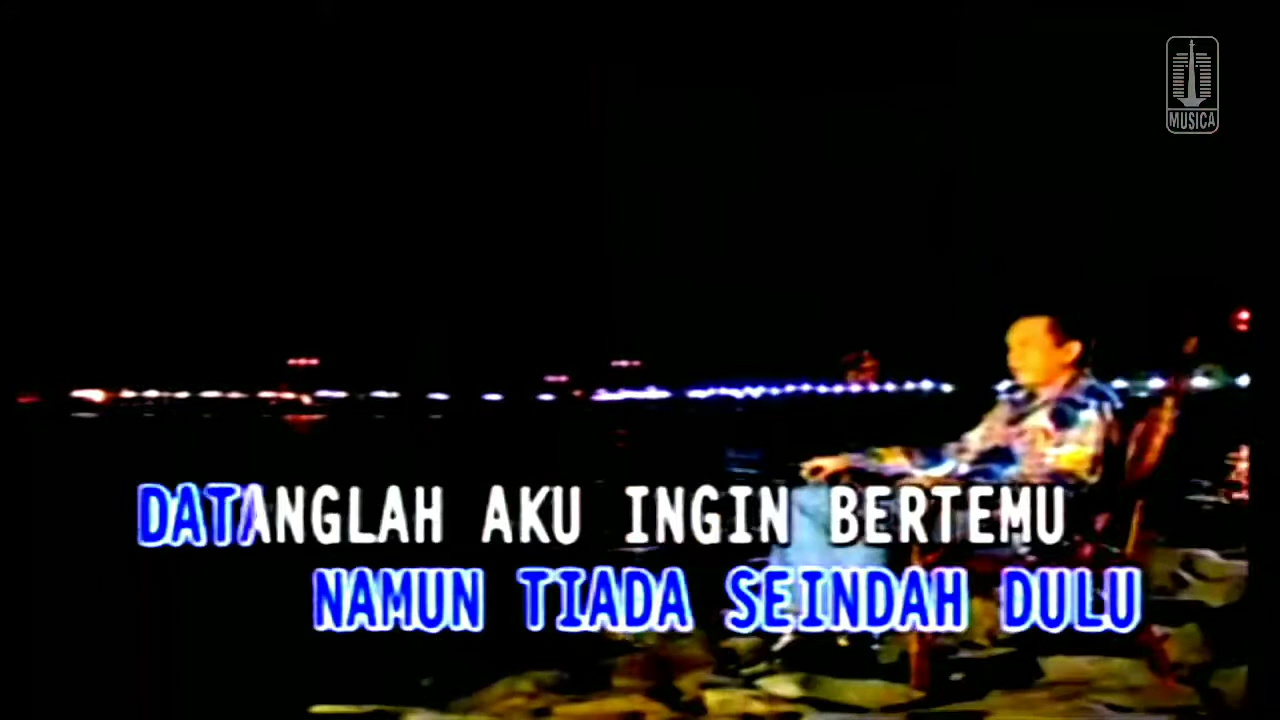 MUSICA
DATANGLAH AKU INGIN BERTEMU
NAMUN TIADA SEINDAH DULU